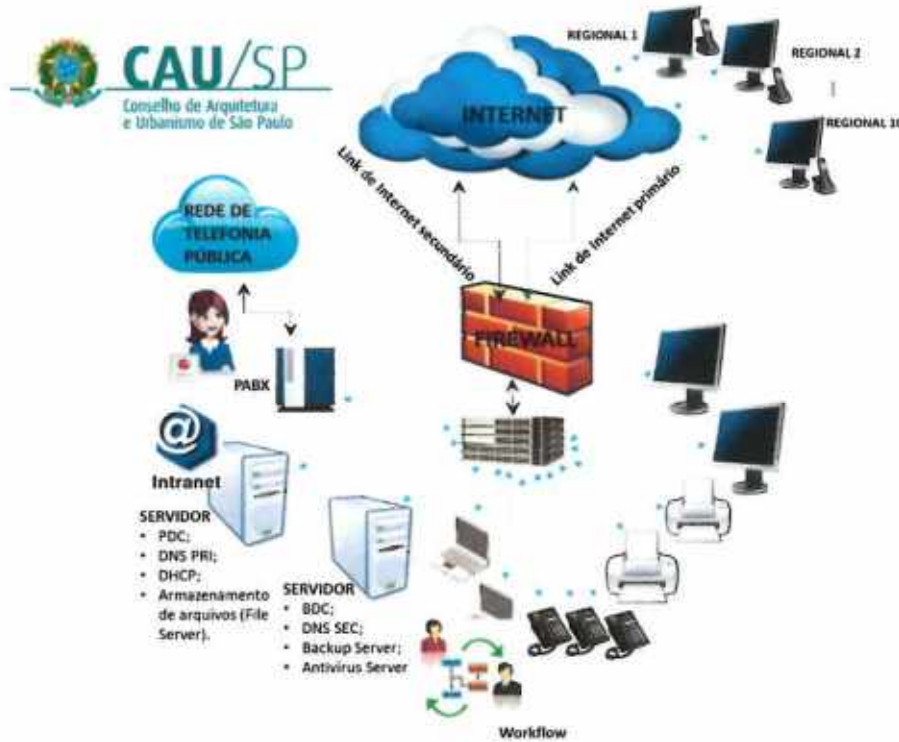 CAU/SP
Conselho de Arquitetura
e Urbanismo de São Paulo
REGIONAL 1
REGIONAL 2
REGIONAL 10
INTERNET
Link de Internet secundário
Link de Internet primário
REDE DE
TELEFONIA
PÚBLICA
FIREWALL
PABX
@
Intranet
SERVIDOR
• PDC;
• DNS PRI;
• DHCP;
• Armazenamento
de arquivos (File
Server).
SERVIDOR
• BDC;
• DNS SEC;
• Backup Server;
• Antivirus Server
Workflow